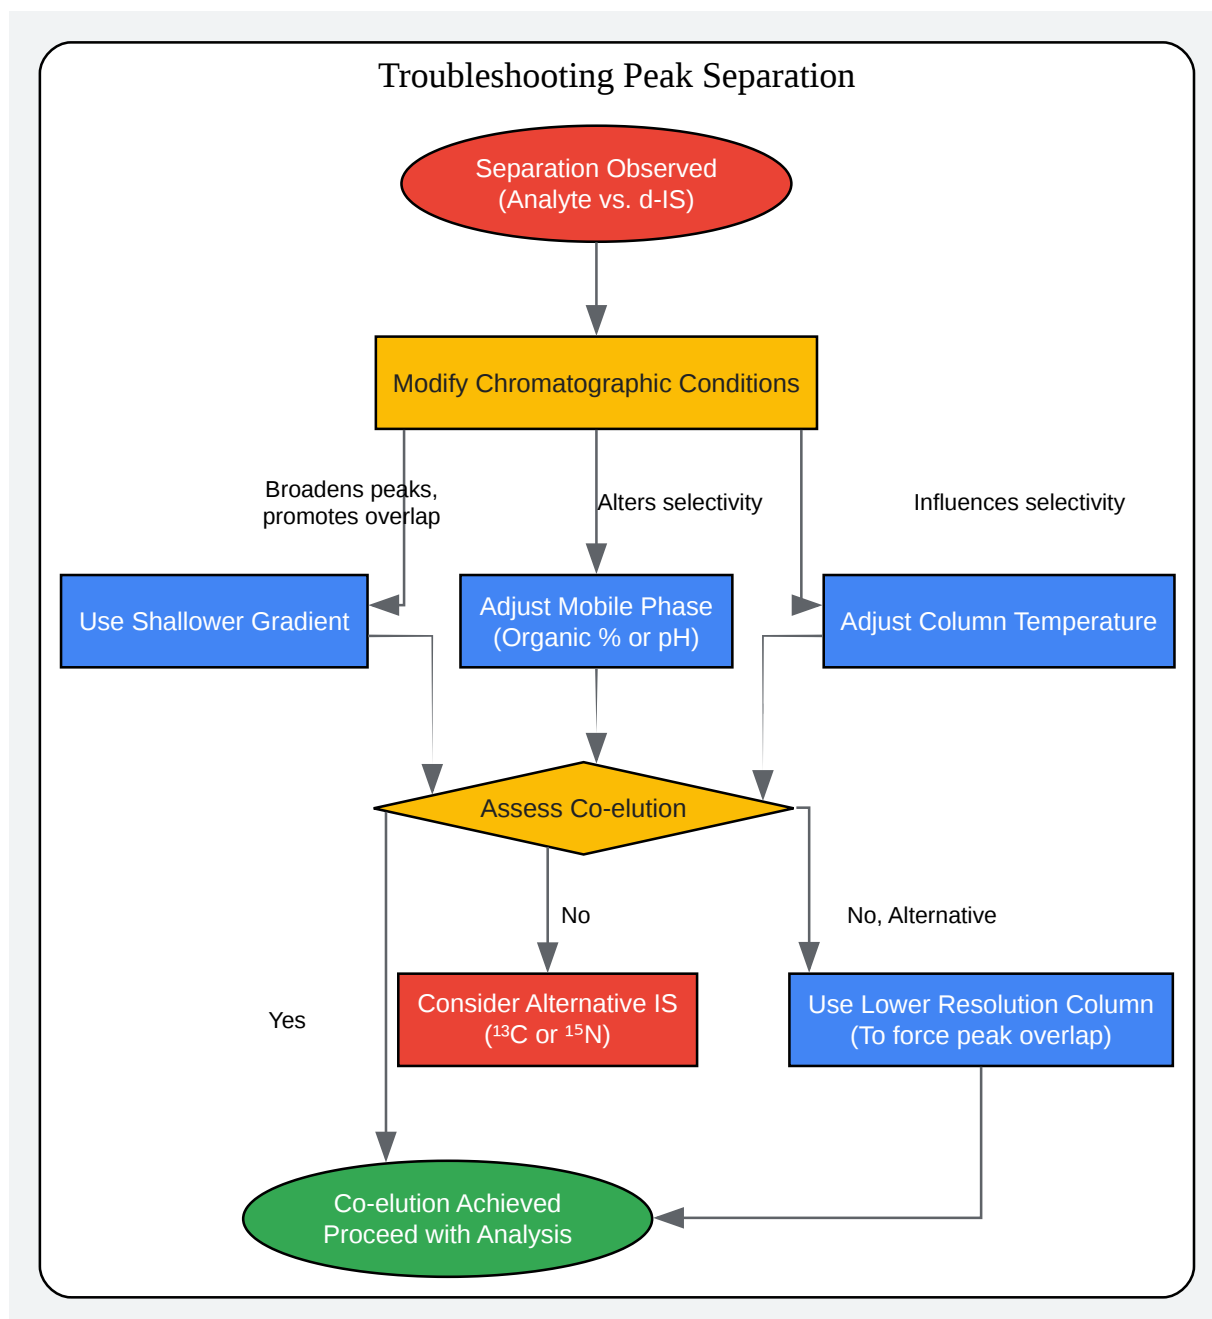 Troubleshooting Peak Separation
Separation Observed
(Analyte vs. d-IS)
Modify Chromatographic Conditions
Broadens peaks,
promotes overlap
Alters selectivity
Influences selectivity
Use Shallower Gradient
Adjust Mobile Phase
(Organic % or pH)
Adjust Column Temperature
Assess Co-elution
No
No, Alternative
Consider Alternative IS
(¹³C or ¹⁵N)
Use Lower Resolution Column
(To force peak overlap)
Yes
Co-elution Achieved
Proceed with Analysis